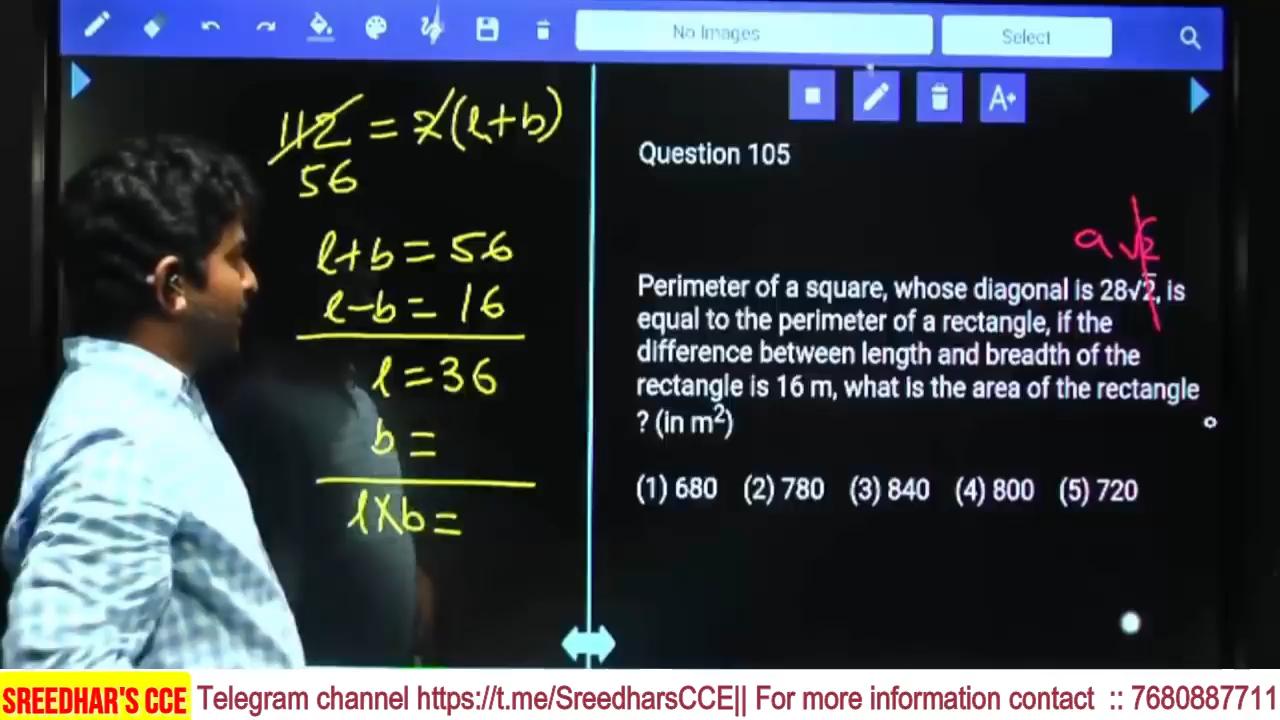 No Images
Select
A+
112 = 2(l+b)
56
l+b = 56
l-b = 16
l = 36
b =
l×b =
Question 105
a√2
Perimeter of a square, whose diagonal is 28√2, is
equal to the perimeter of a rectangle, if the
difference between length and breadth of the
rectangle is 16 m, what is the area of the rectangle
? (in m²)
(1) 680 (2) 780 (3) 840 (4) 800 (5) 720
SREEDHAR'S CCE Telegram channel https://t.me/SreedharsCCE|| For more information contact :: 7680887711